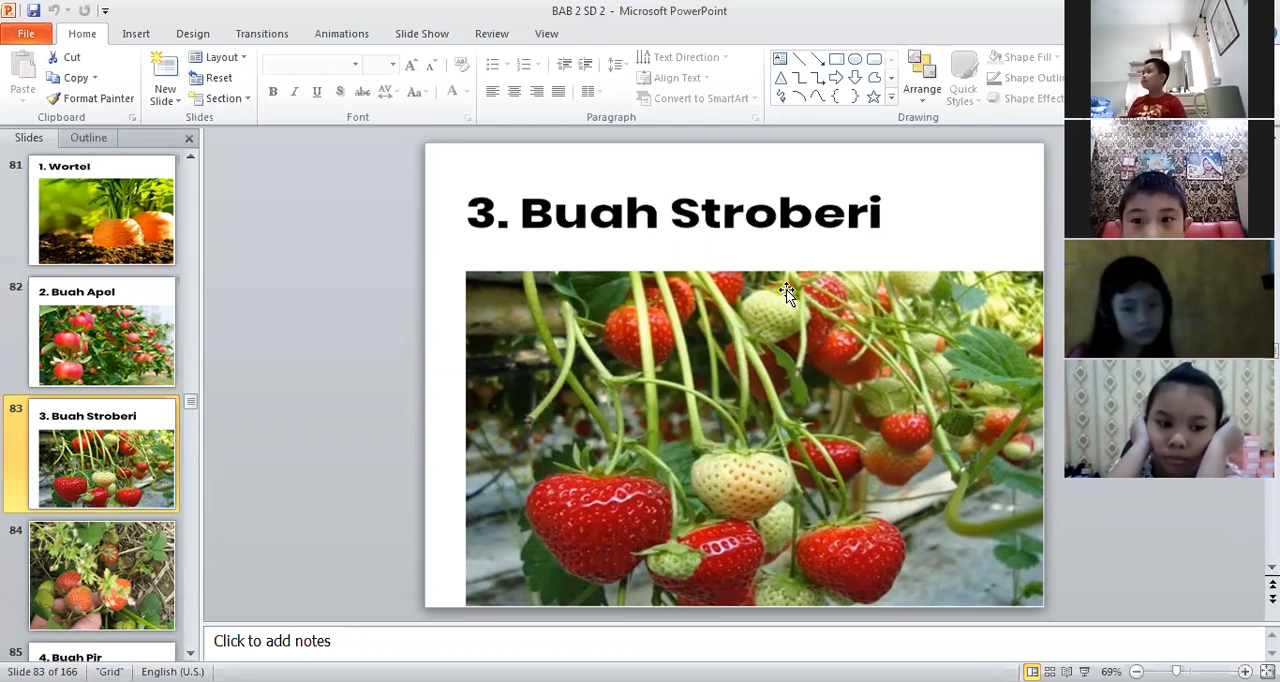 BAB 2 SD 2 - Microsoft PowerPoint
File Home Insert Design Transitions Animations Slide Show Review View
Cut Layout Text Direction Shape Fill
Copy Reset Align Text Shape Outli
Paste Format Painter New Slide Section Convert to SmartArt Arrange Quick Styles Shape Effect
Clipboard Slides Font Paragraph Drawing
Slides Outline
81 1. Wortel
82 2. Buah Apel
83 3. Buah Stroberi
84
85 4. Buah Pir
3. Buah Stroberi
Click to add notes
Slide 83 of 166 "Grid" English (U.S.) 69%